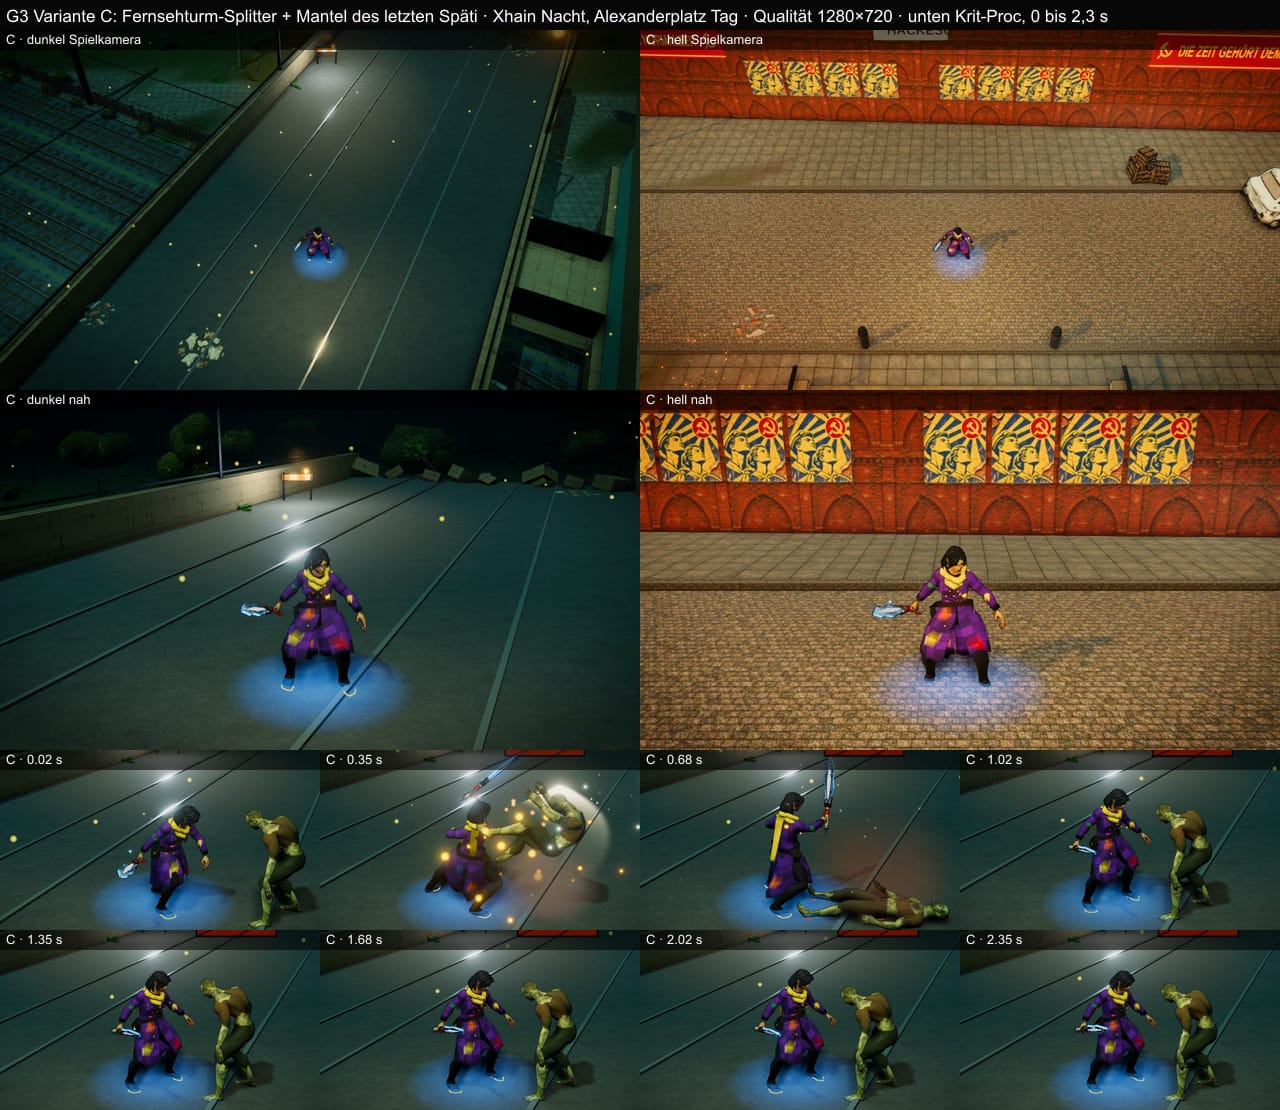 G3 Variante C: Fernsehturm-Splitter + Mantel des letzten Späti · Xhain Nacht, Alexanderplatz Tag · Qualität 1280×720 · unten Krit-Proc, 0 bis 2,3 s
C · dunkel Spielkamera
C · hell Spielkamera
DIE ZEIT GEHÖRT DEM
C · dunkel nah
C · hell nah
C · 0.02 s
C · 0.35 s
C · 0.68 s
C · 1.02 s
C · 1.35 s
C · 1.68 s
C · 2.02 s
C · 2.35 s